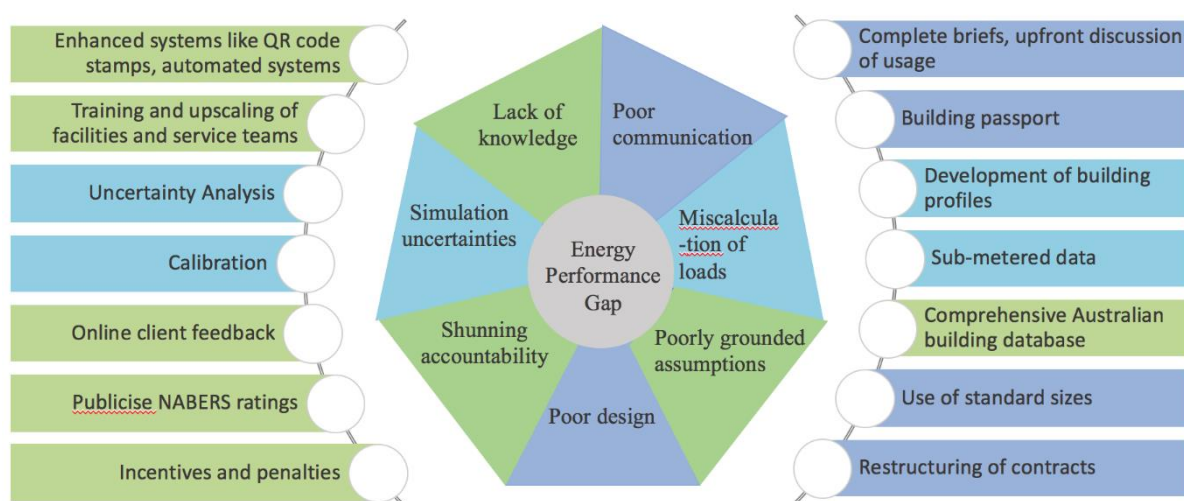 Enhanced systems like QR code
stamps, automated systems
Training and upscaling of
facilities and service teams
Uncertainty Analysis
Calibration
Online client feedback
Publicise NABERS ratings
Incentives and penalties
Lack of
knowledge
Poor
communication
Simulation
uncertainties
Miscalcula
-tion of
loads
Energy
Performance
Gap
Shunning
accountability
Poorly grounded
assumptions
Poor design
Complete briefs, upfront discussion
of usage
Building passport
Development of building
profiles
Sub-metered data
Comprehensive Australian
building database
Use of standard sizes
Restructuring of contracts